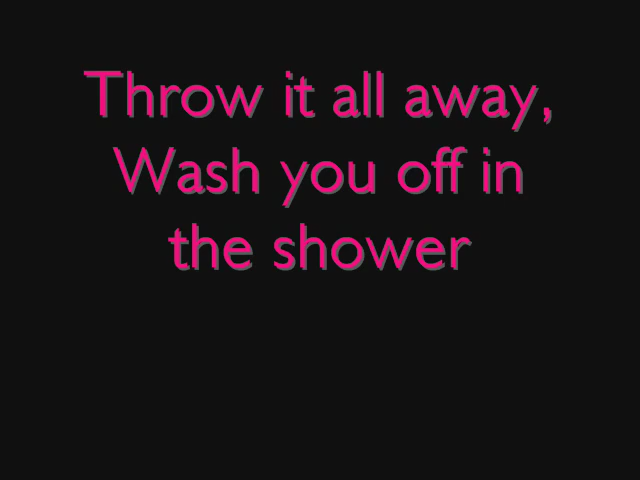 Throw it all away,
Wash you off in
the shower